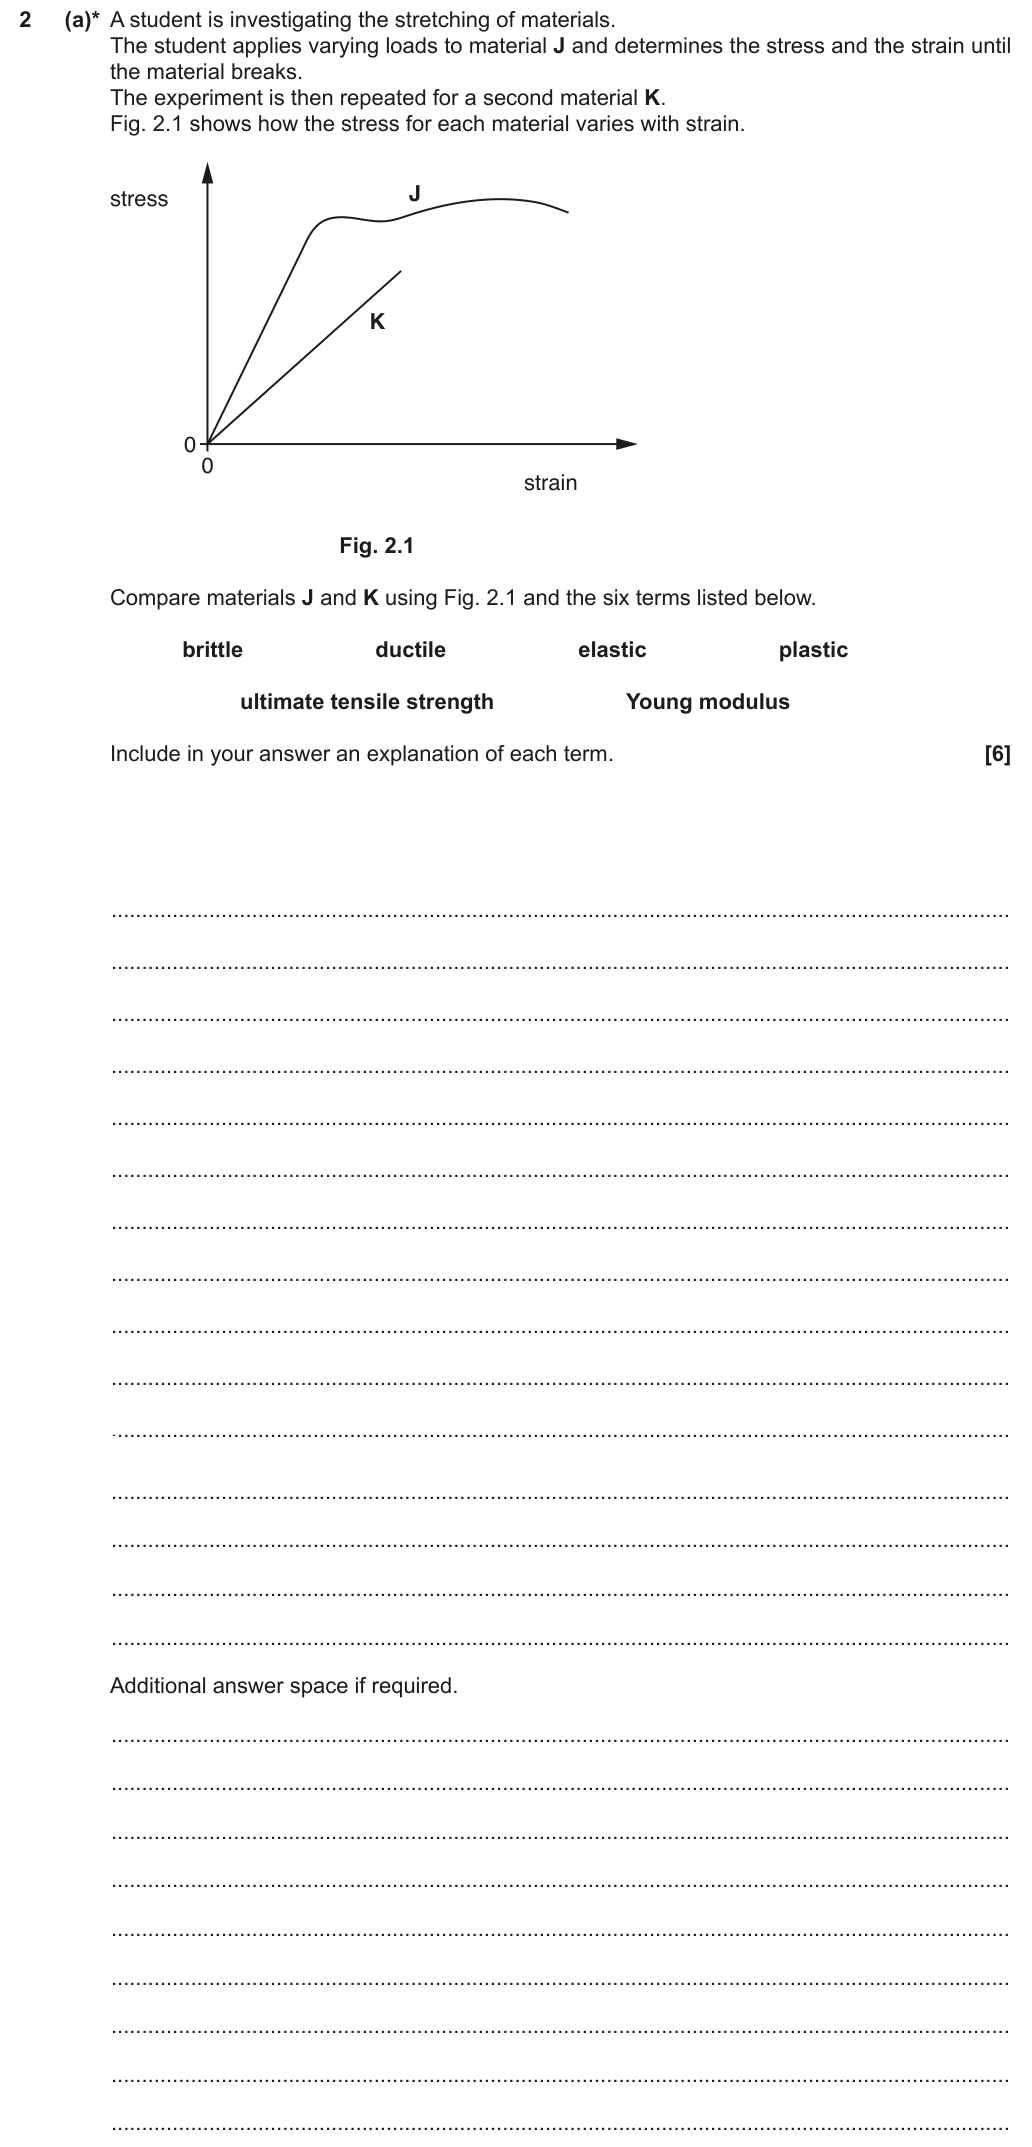 2 (a)* A student is investigating the stretching of materials.
The student applies varying loads to material J and determines the stress and the strain until
the material breaks.
The experiment is then repeated for a second material K.
Fig. 2.1 shows how the stress for each material varies with strain.
stress
J
K
0
0
strain
Fig. 2.1
Compare materials J and K using Fig. 2.1 and the six terms listed below.
brittle ductile elastic plastic
ultimate tensile strength Young modulus
Include in your answer an explanation of each term. [6]
Additional answer space if required.